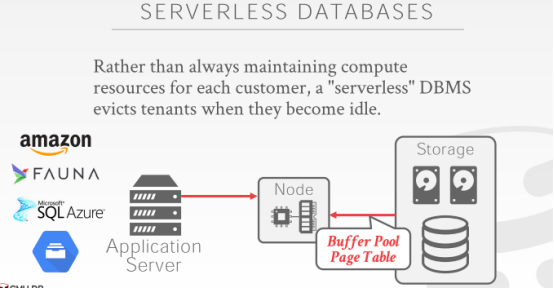 SERVERLESS DATABASES
Rather than always maintaining compute
resources for each customer, a "serverless" DBMS
evicts tenants when they become idle.
amazon
FAUNA
Microsoft
SQL Azure
Application
Server
Node
Storage
Buffer Pool
Page Table